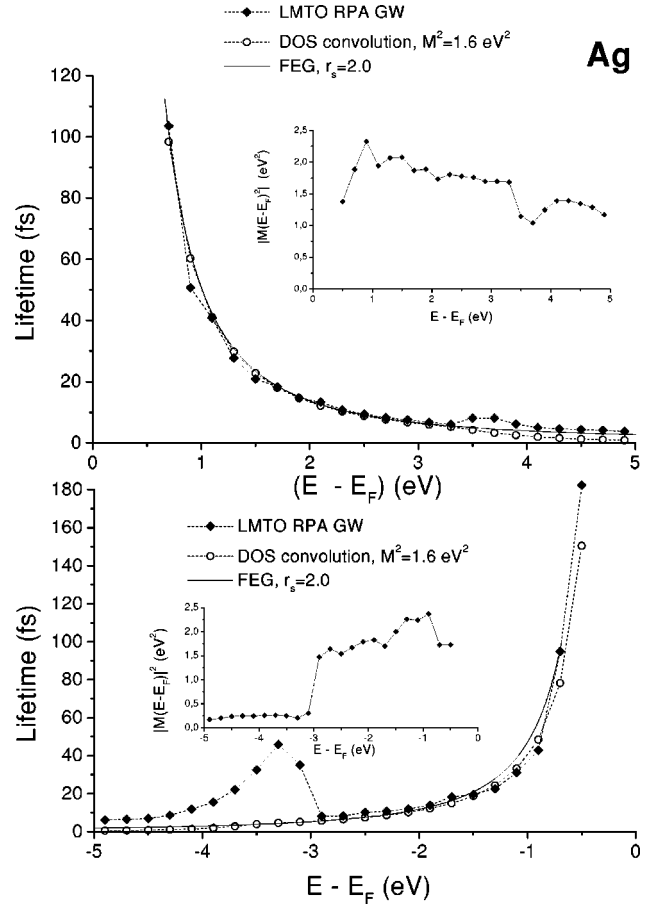 LMTO RPA GW
DOS convolution, M²=1.6 eV²
FEG, rₛ=2.0
Ag
120
100
80
60
40
20
0
Lifetime (fs)
2,5
2,0
1,5
1,0
0,5
0,0
|M(E-E_F)²| (eV²)
0 1 2 3 4 5
E - E_F (eV)
0 1 2 3 4 5
(E - E_F) (eV)
180
160
140
120
100
80
60
40
20
0
Lifetime (fs)
LMTO RPA GW
DOS convolution, M²=1.6 eV²
FEG, rₛ=2.0
2,5
2,0
1,5
1,0
0,5
0,0
|M(E-E_F)|² (eV²)
-5 -4 -3 -2 -1 0
E - E_F (eV)
-5 -4 -3 -2 -1 0
E - E_F (eV)